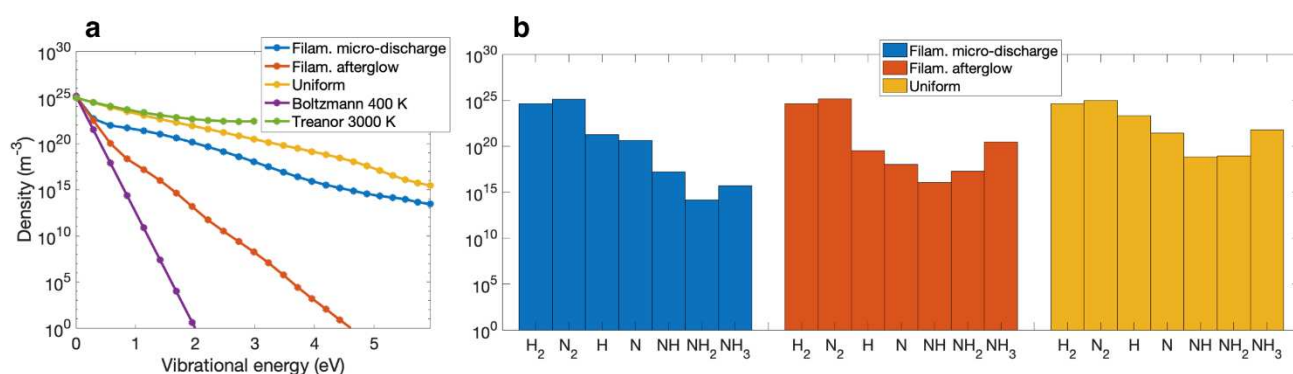 a
10^30
10^25
10^20
10^15
10^10
10^5
10^0
Density (m^-3)
0 1 2 3 4 5
Vibrational energy (eV)
Filam. micro-discharge
Filam. afterglow
Uniform
Boltzmann 400 K
Treanor 3000 K
b
10^30
10^25
10^20
10^15
10^10
10^5
10^0
Filam. micro-discharge
Filam. afterglow
Uniform
H2 N2 H N NH NH2 NH3 H2 N2 H N NH NH2 NH3 H2 N2 H N NH NH2 NH3